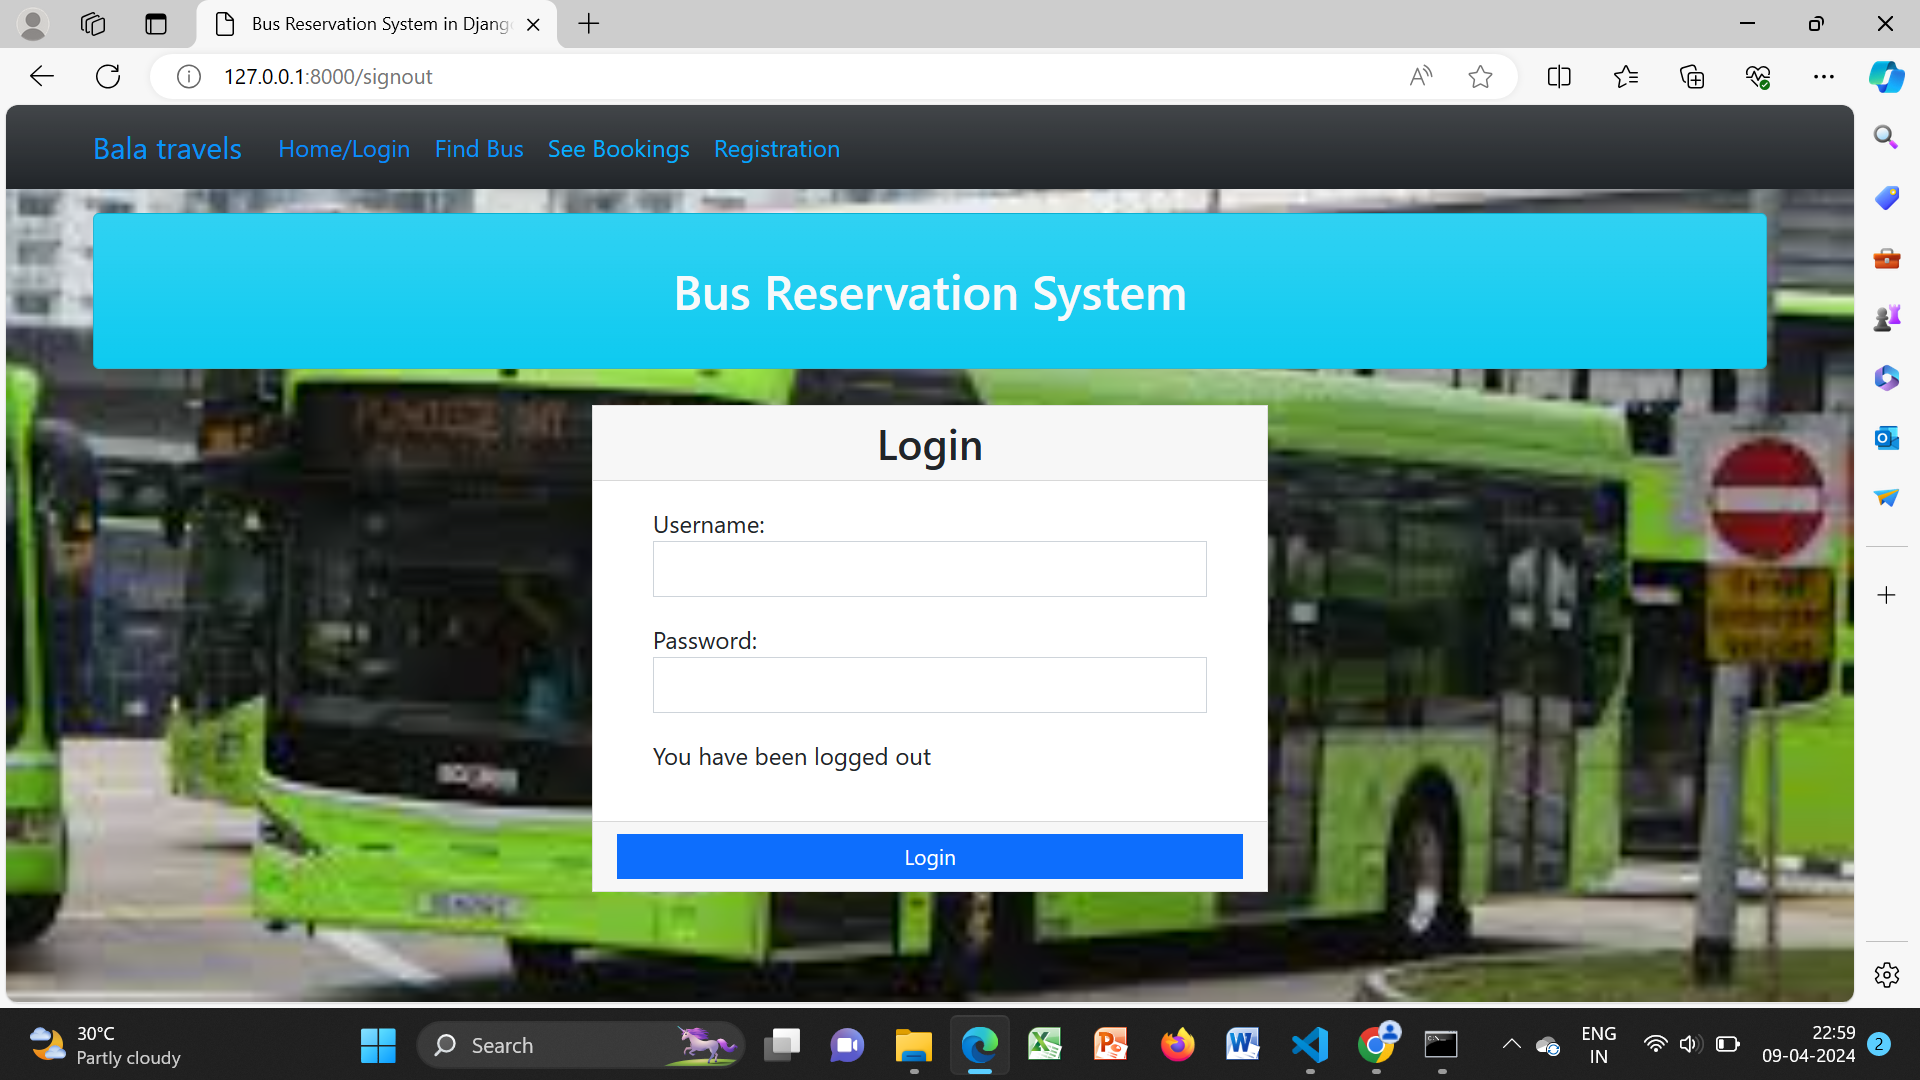 Bus Reservation System in Djang
127.0.0.1:8000/signout
Bala travels Home/Login Find Bus See Bookings Registration
Bus Reservation System
Login
Username:
Password:
You have been logged out
Login
30°C
Partly cloudy
Search
ENG
IN
22:59
09-04-2024
2